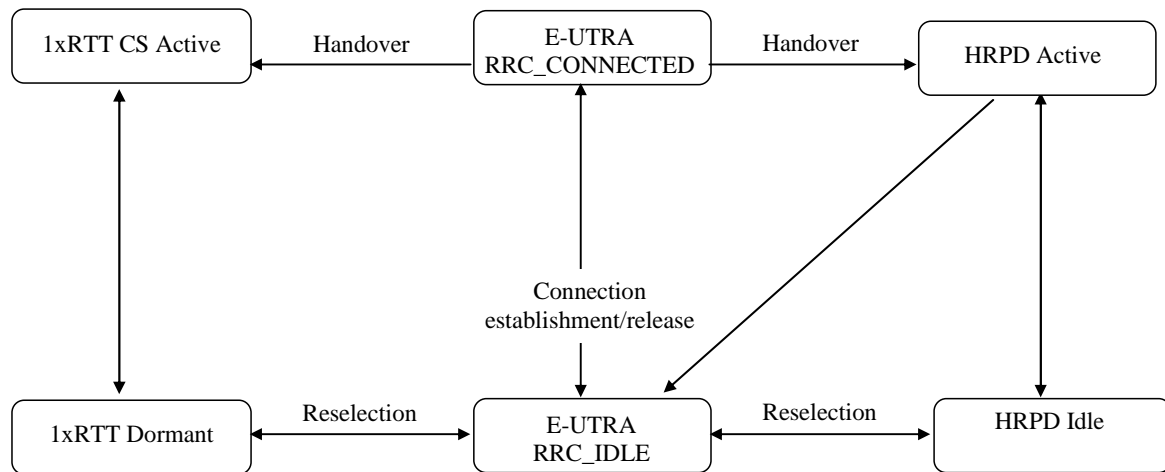 1xRTT CS Active
Handover
E-UTRA
RRC_CONNECTED
Handover
HRPD Active
Connection
establishment/release
1xRTT Dormant
Reselection
E-UTRA
RRC_IDLE
Reselection
HRPD Idle